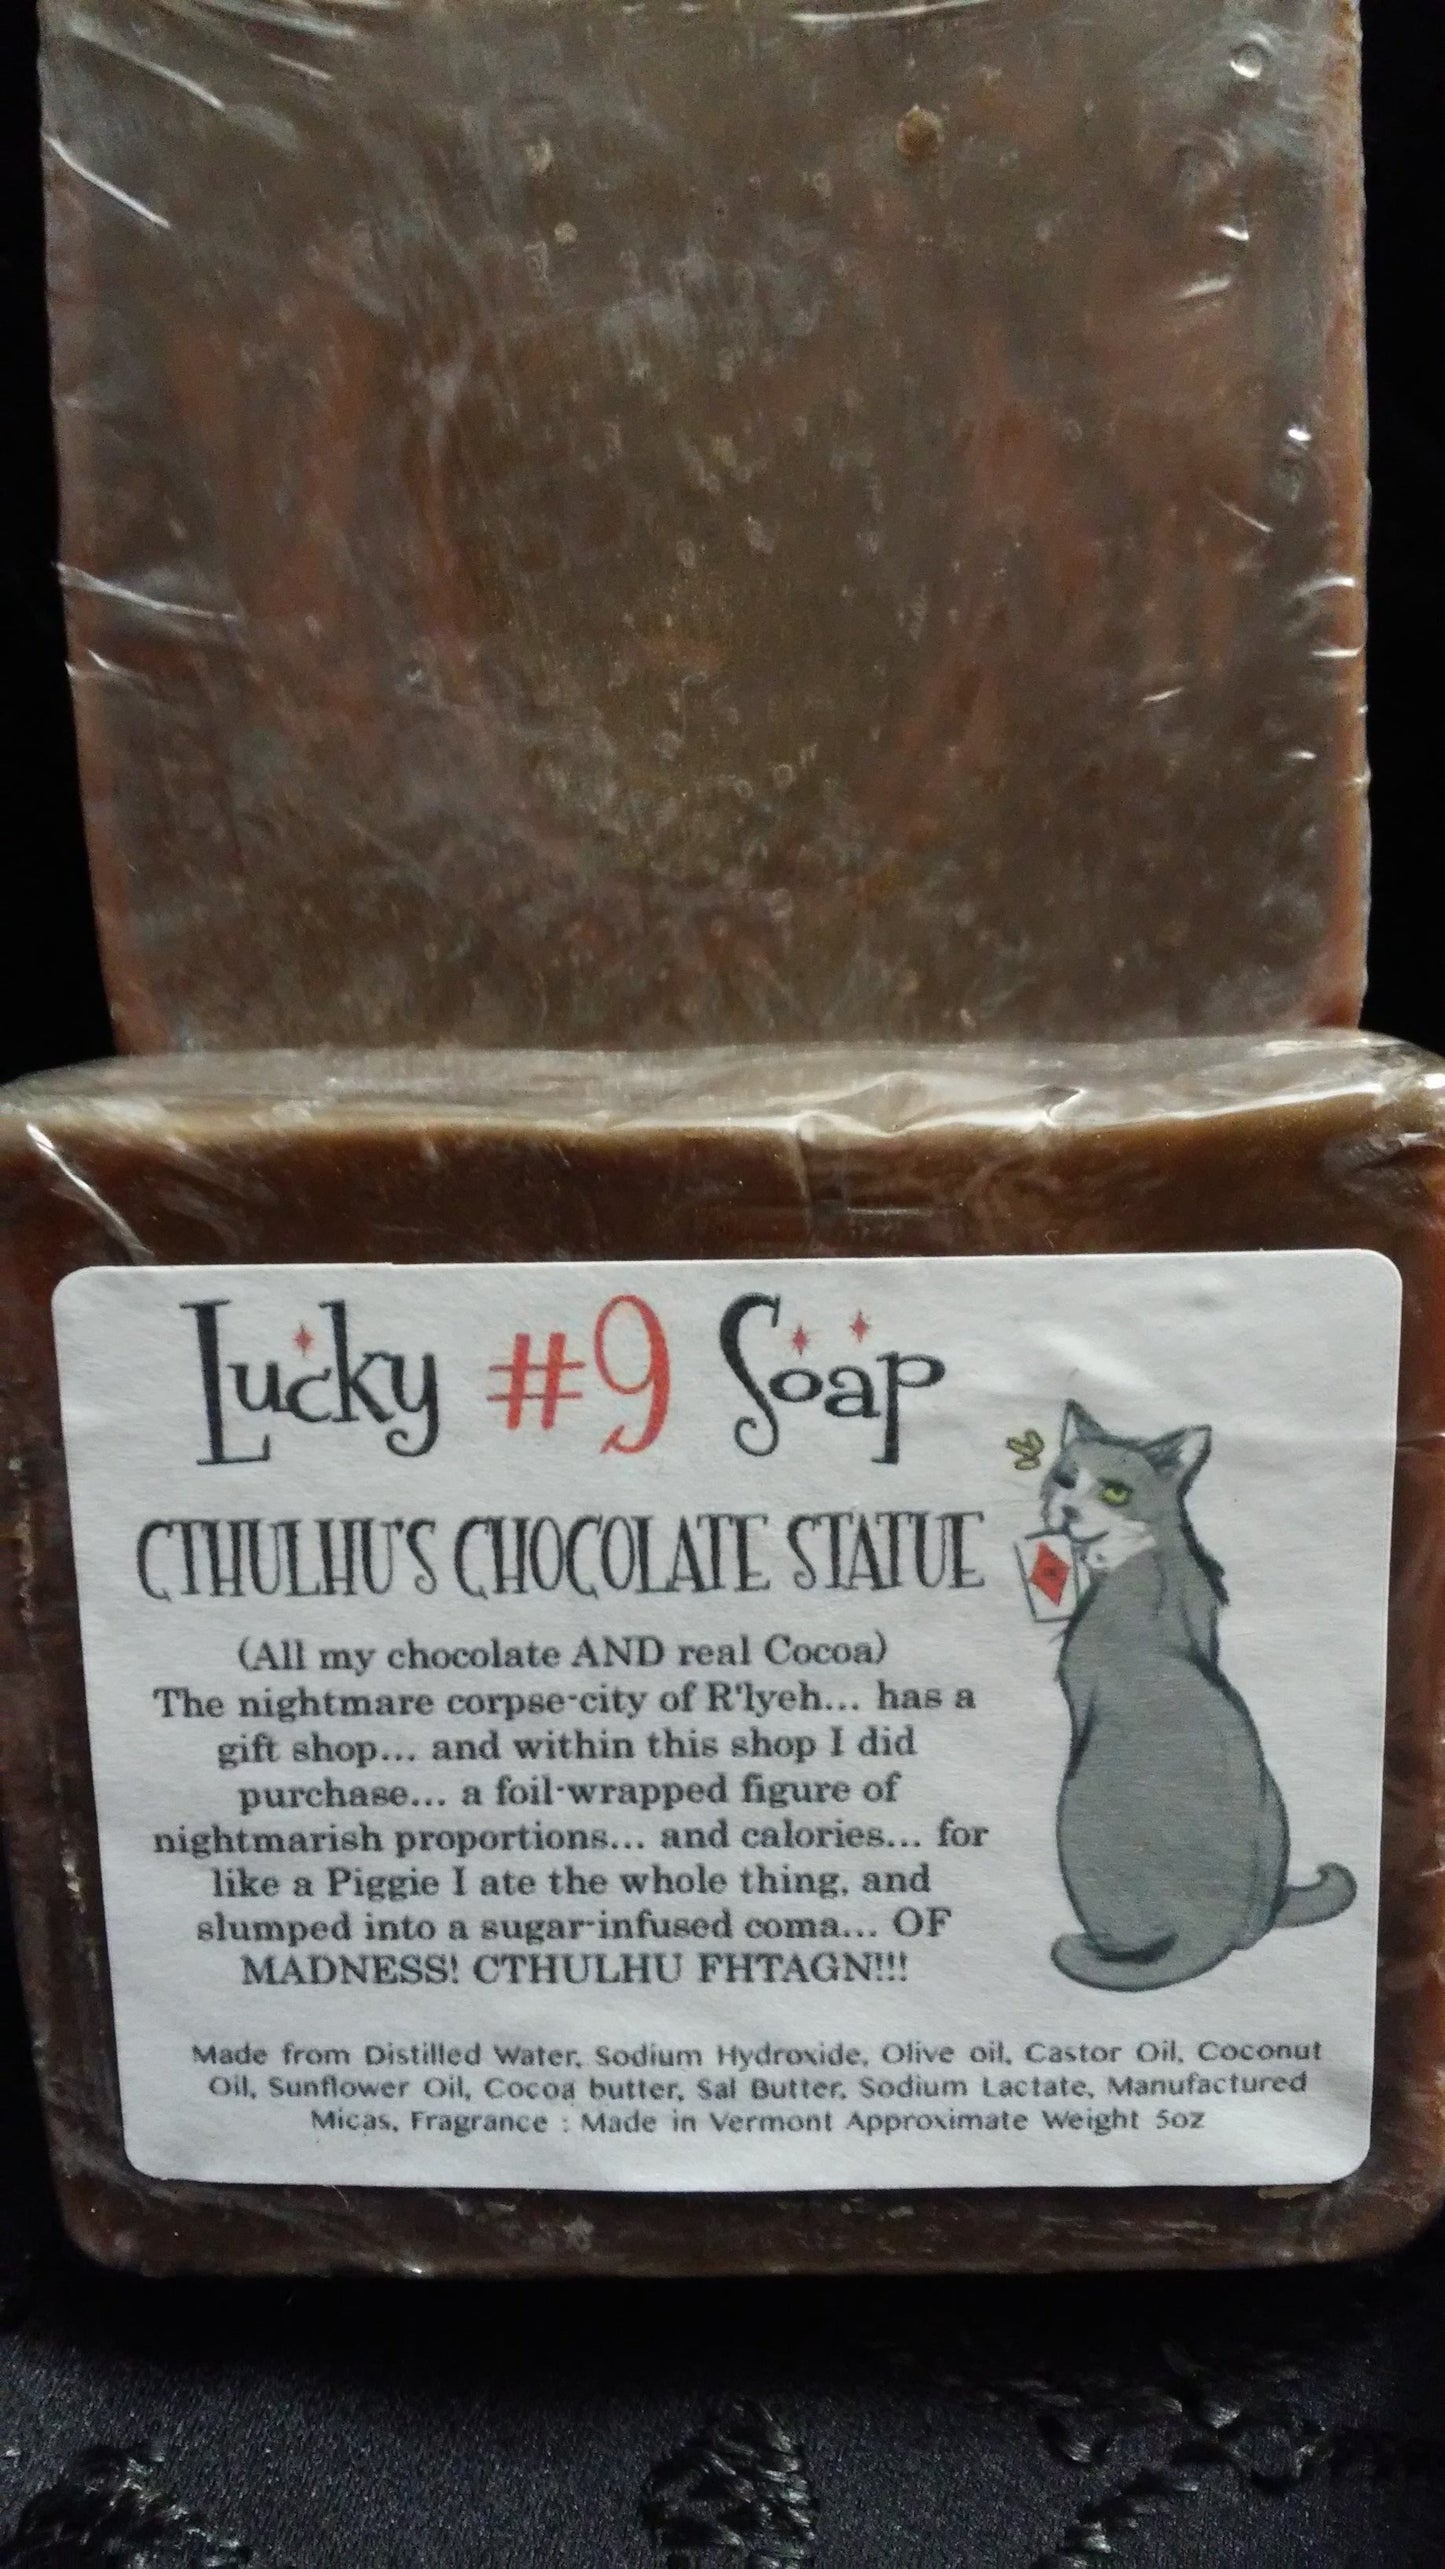 Lucky #9 Soap
CTHULHU'S CHOCOLATE STATUE
(All my chocolate AND real Cocoa)
The nightmare corpse-city of R'lyeh... has a
gift shop... and within this shop I did
purchase... a foil-wrapped figure of
nightmarish proportions... and calories... for
like a Piggie I ate the whole thing, and
slumped into a sugar-infused coma... OF
MADNESS! CTHULHU FHTAGN!!!
Made from Distilled Water, Sodium Hydroxide, Olive oil, Castor Oil, Coconut
Oil, Sunflower Oil, Cocoa butter, Sal Butter, Sodium Lactate, Manufactured
Micas, Fragrance : Made in Vermont Approximate Weight 5oz